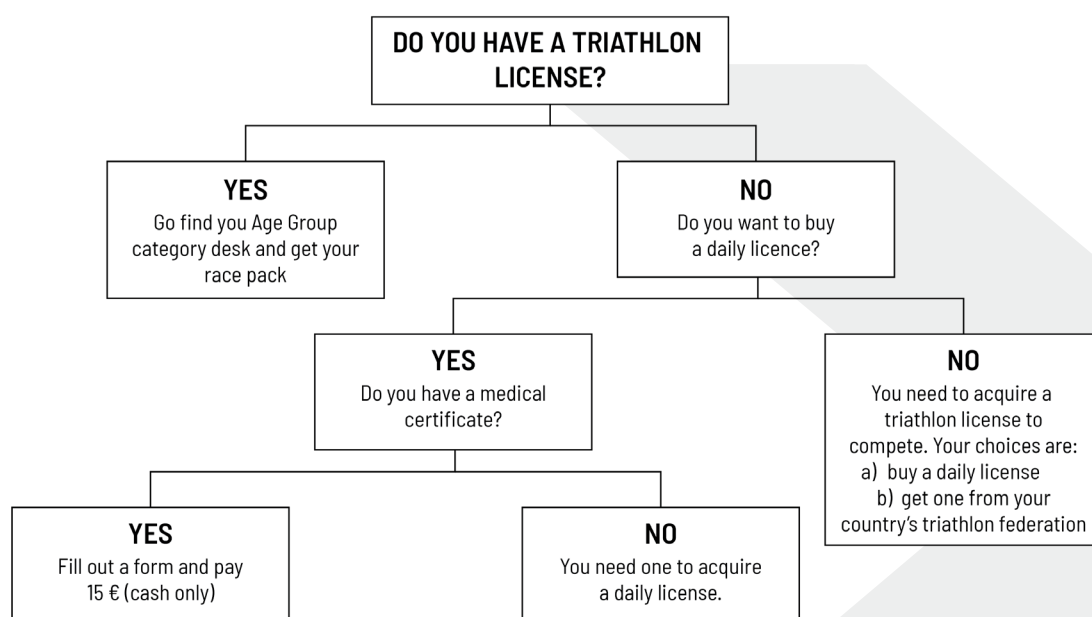 DO YOU HAVE A TRIATHLON
LICENSE?
YES
Go find you Age Group
category desk and get your
race pack
NO
Do you want to buy
a daily licence?
YES
Do you have a medical
certificate?
NO
You need to acquire a
triathlon license to
compete. Your choices are:
a) buy a daily license
b) get one from your
country's triathlon federation
YES
Fill out a form and pay
15 € (cash only)
NO
You need one to acquire
a daily license.